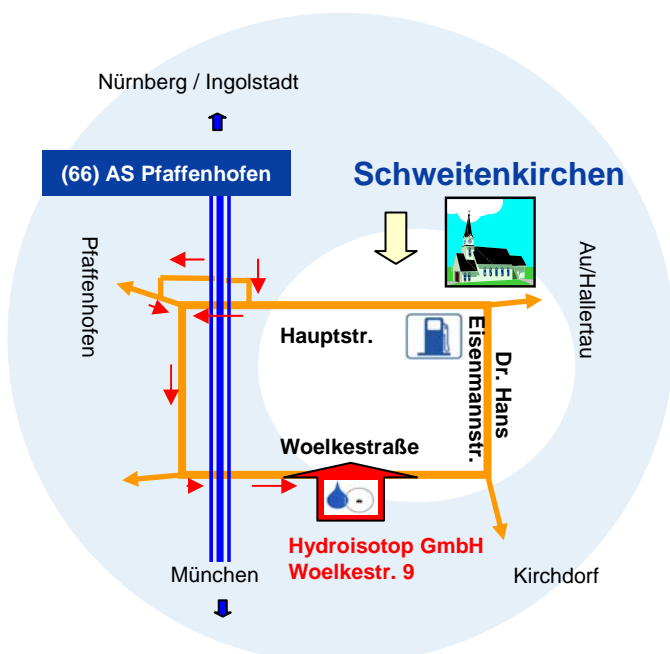 Nürnberg / Ingolstadt
(66) AS Pfaffenhofen
Schweitenkirchen
Pfaffenhofen
Au/Hallertau
Hauptstr.
Dr. Hans
Eisenmannstr.
Woelkestraße
Hydroisotop GmbH
Woelkestr. 9
München
Kirchdorf